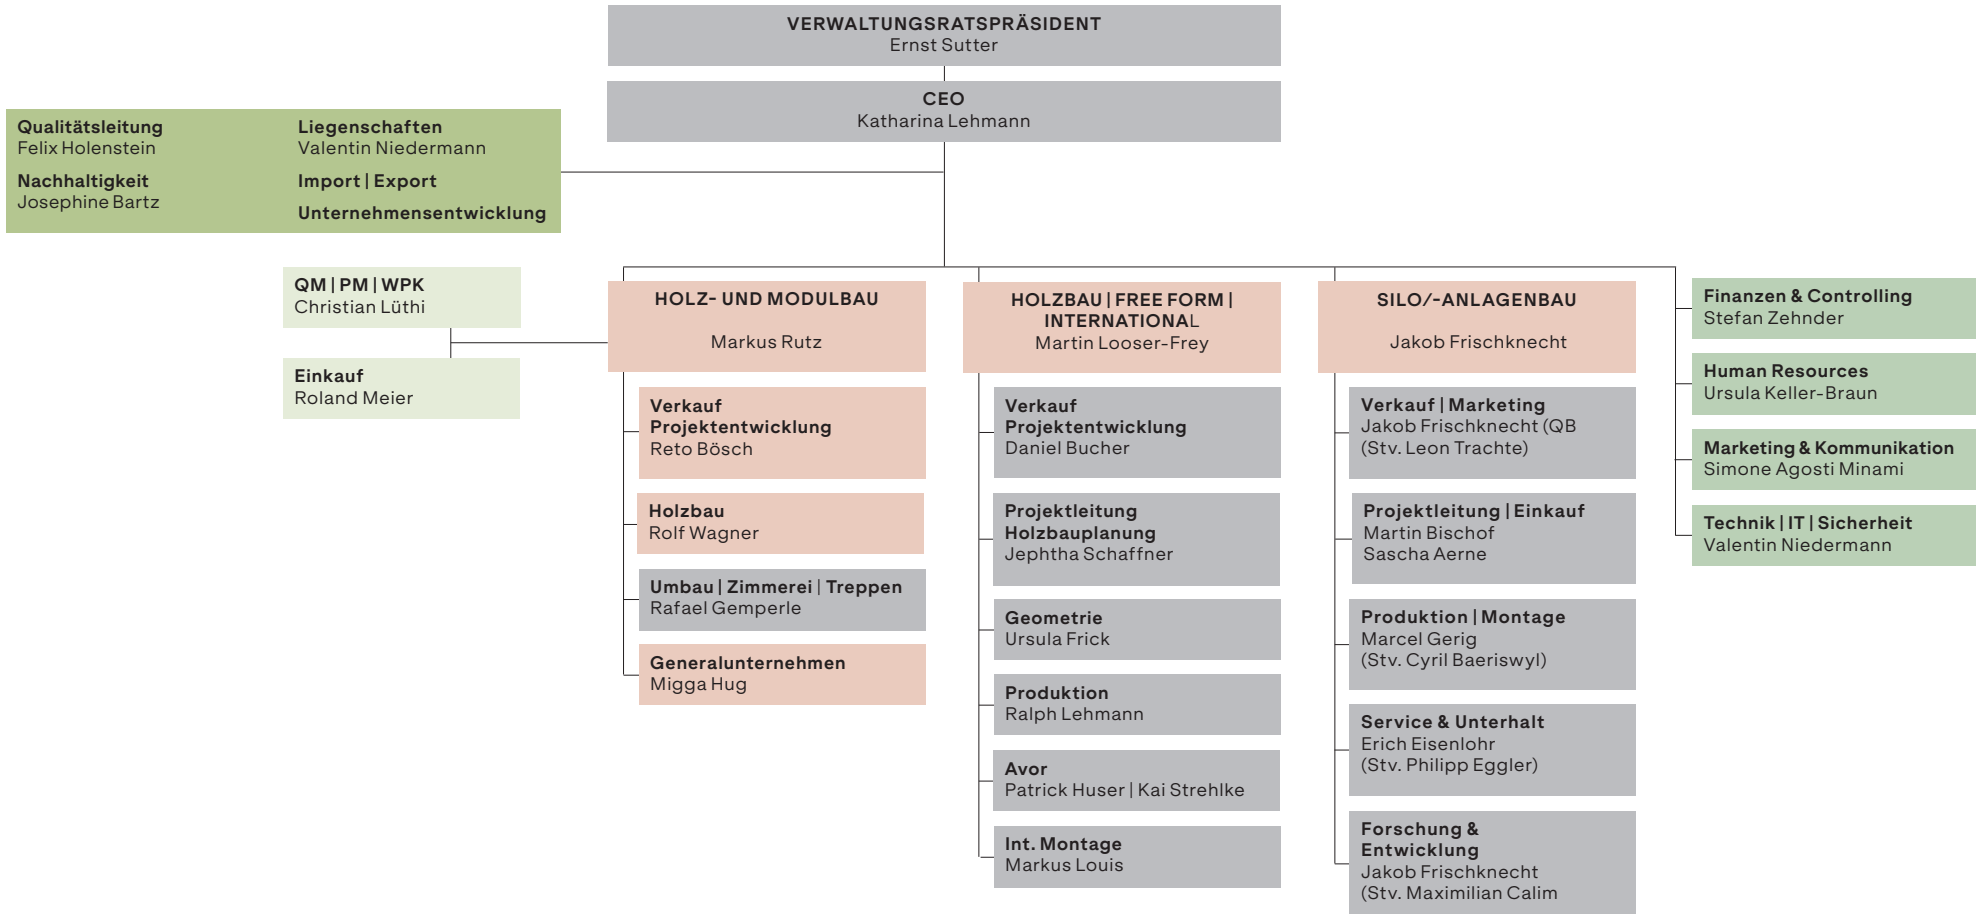 VERWALTUNGSRATSPRÄSIDENT
Ernst Sutter
CEO
Katharina Lehmann
Qualitätsleitung
Felix Holenstein
Nachhaltigkeit
Josephine Bartz
Liegenschaften
Valentin Niedermann
Import | Export
Unternehmensentwicklung
QM | PM | WPK
Christian Lüthi
Einkauf
Roland Meier
HOLZ- UND MODULBAU
Markus Rutz
Verkauf
Projektentwicklung
Reto Bösch
Holzbau
Rolf Wagner
Umbau | Zimmerei | Treppen
Rafael Gemperle
Generalunternehmen
Migga Hug
HOLZBAU | FREE FORM |
INTERNATIONAL
Martin Looser-Frey
Verkauf
Projektentwicklung
Daniel Bucher
Projektleitung
Holzbauplanung
Jephtha Schaffner
Geometrie
Ursula Frick
Produktion
Ralph Lehmann
Avor
Patrick Huser | Kai Strehlke
Int. Montage
Markus Louis
SILO/-ANLAGENBAU
Jakob Frischknecht
Verkauf | Marketing
Jakob Frischknecht (QB
(Stv. Leon Trachte)
Projektleitung | Einkauf
Martin Bischof
Sascha Aerne
Produktion | Montage
Marcel Gerig
(Stv. Cyril Baeriswyl)
Service & Unterhalt
Erich Eisenlohr
(Stv. Philipp Eggler)
Forschung &
Entwicklung
Jakob Frischknecht
(Stv. Maximilian Calim
Finanzen & Controlling
Stefan Zehnder
Human Resources
Ursula Keller-Braun
Marketing & Kommunikation
Simone Agosti Minami
Technik | IT | Sicherheit
Valentin Niedermann